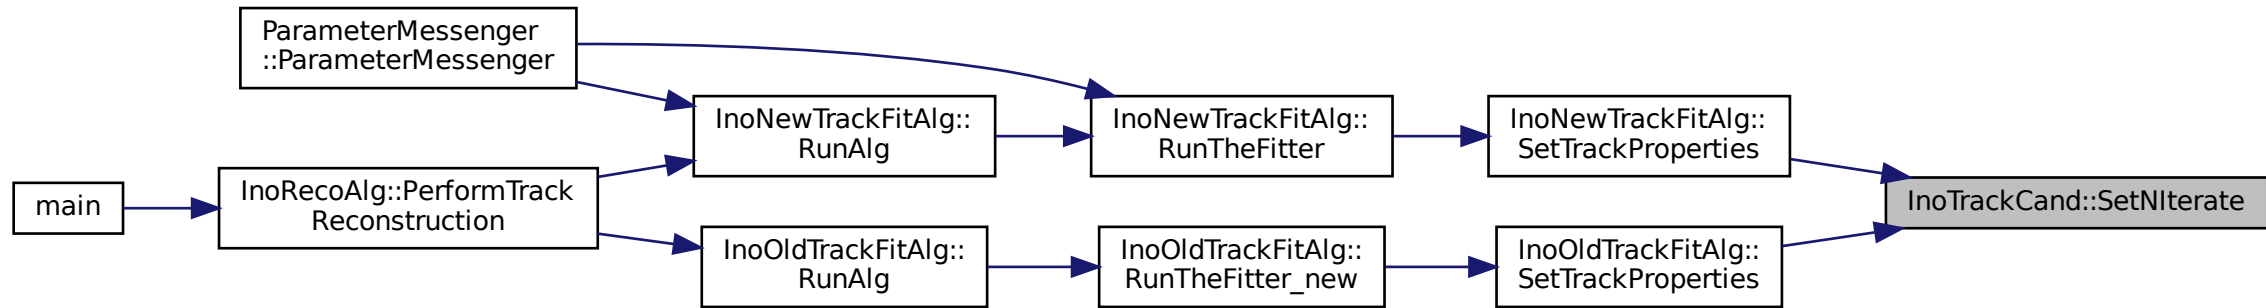 ParameterMessenger
::ParameterMessenger
main
InoRecoAlg::PerformTrack
Reconstruction
InoNewTrackFitAlg::
RunAlg
InoOldTrackFitAlg::
RunAlg
InoNewTrackFitAlg::
RunTheFitter
InoOldTrackFitAlg::
RunTheFitter_new
InoNewTrackFitAlg::
SetTrackProperties
InoOldTrackFitAlg::
SetTrackProperties
InoTrackCand::SetNIterate